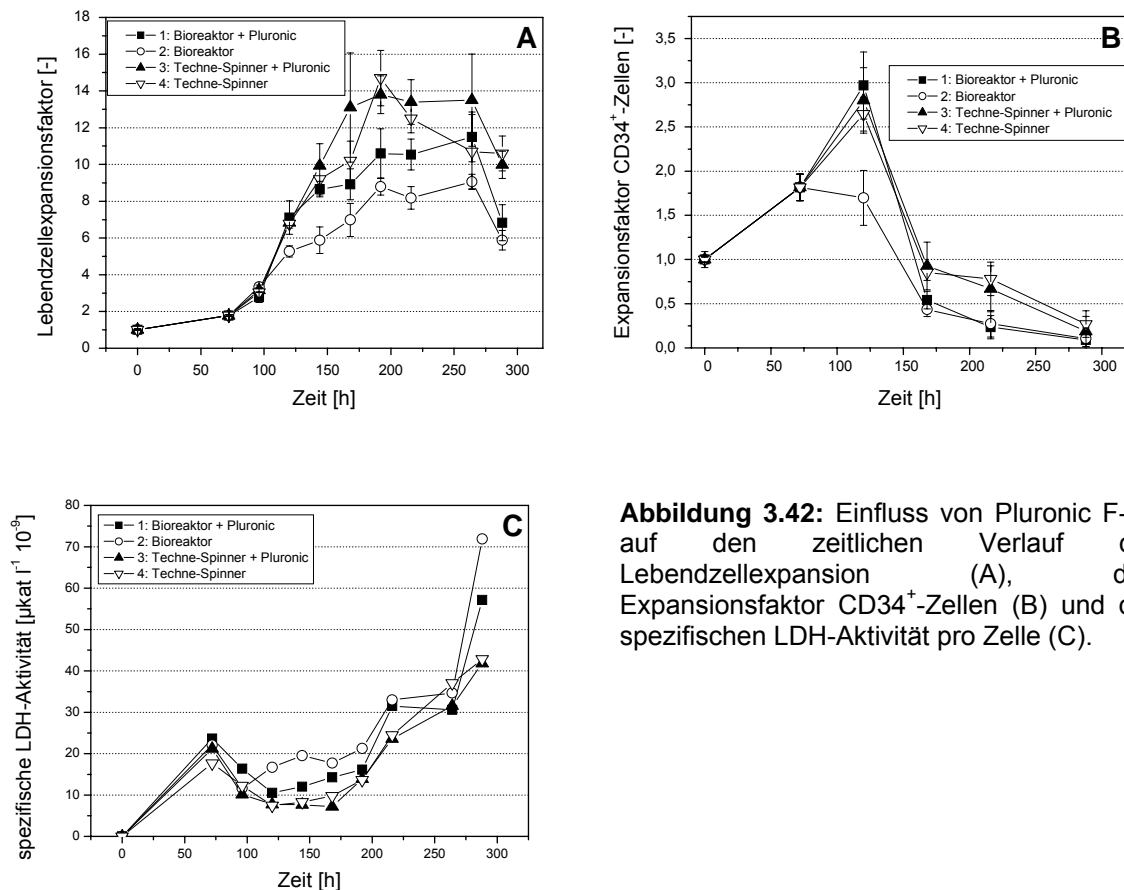 A
1: Bioreaktor + Pluronic
2: Bioreaktor
3: Techne-Spinner + Pluronic
4: Techne-Spinner
Lebendzellexpansionsfaktor [-]
18
16
14
12
10
8
6
4
2
0
0 50 100 150 200 250 300
Zeit [h]
B
1: Bioreaktor + Pluronic
2: Bioreaktor
3: Techne-Spinner + Pluronic
4: Techne-Spinner
Expansionsfaktor CD34⁺-Zellen [-]
3,5
3,0
2,5
2,0
1,5
1,0
0,5
0,0
0 50 100 150 200 250 300
Zeit [h]
C
1: Bioreaktor + Pluronic
2: Bioreaktor
3: Techne-Spinner + Pluronic
4: Techne-Spinner
spezifische LDH-Aktivität [µkat l⁻¹ 10⁻⁹]
80
70
60
50
40
30
20
10
0
0 50 100 150 200 250 300
Zeit [h]
Abbildung 3.42: Einfluss von Pluronic F-
auf den zeitlichen Verlauf
Lebendzellexpansion (A),
Expansionsfaktor CD34⁺-Zellen (B) und
spezifischen LDH-Aktivität pro Zelle (C).